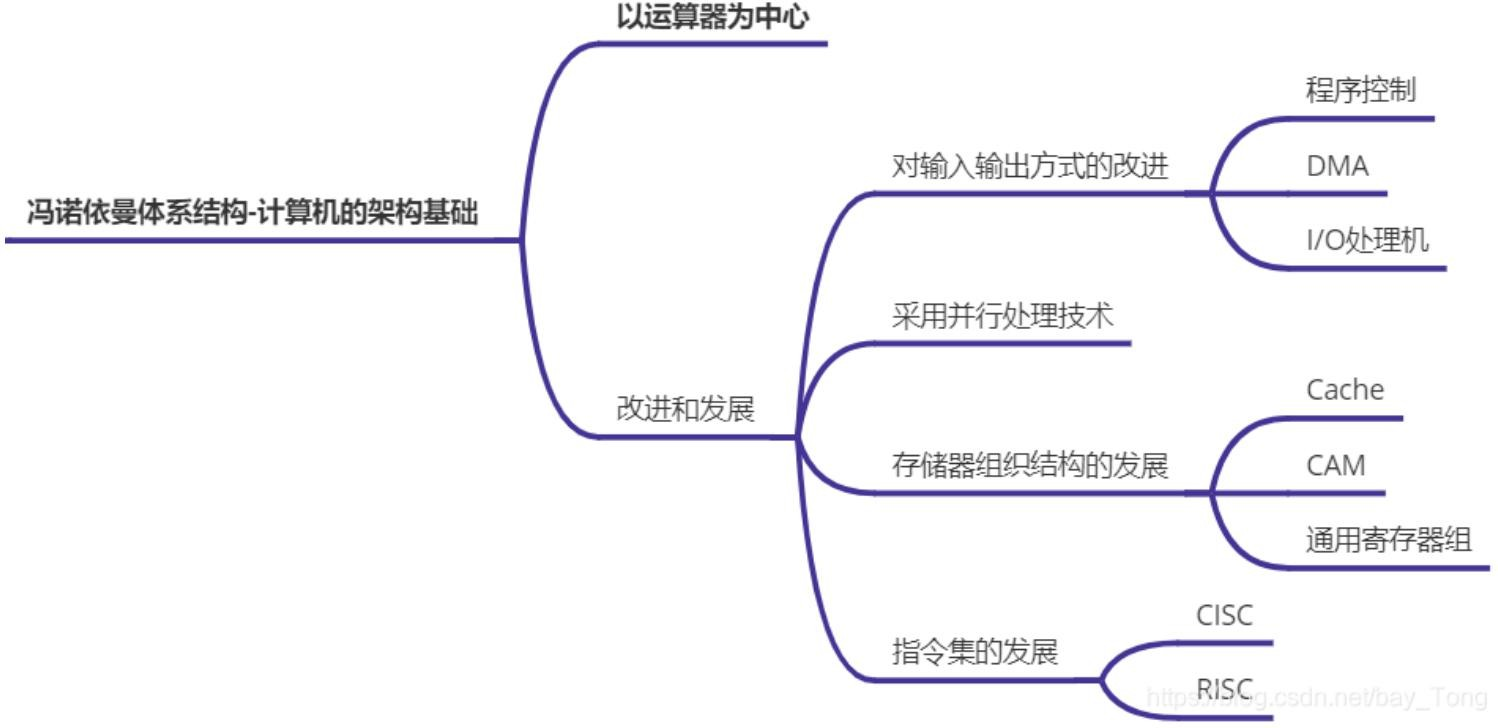 以运算器为中心
程序控制
对输入输出方式的改进
DMA
冯诺依曼体系结构-计算机的架构基础
I/O处理机
采用并行处理技术
Cache
改进和发展
存储器组织结构的发展
CAM
通用寄存器组
CISC
指令集的发展
RISC
https://blog.csdn.net/bay_Tong